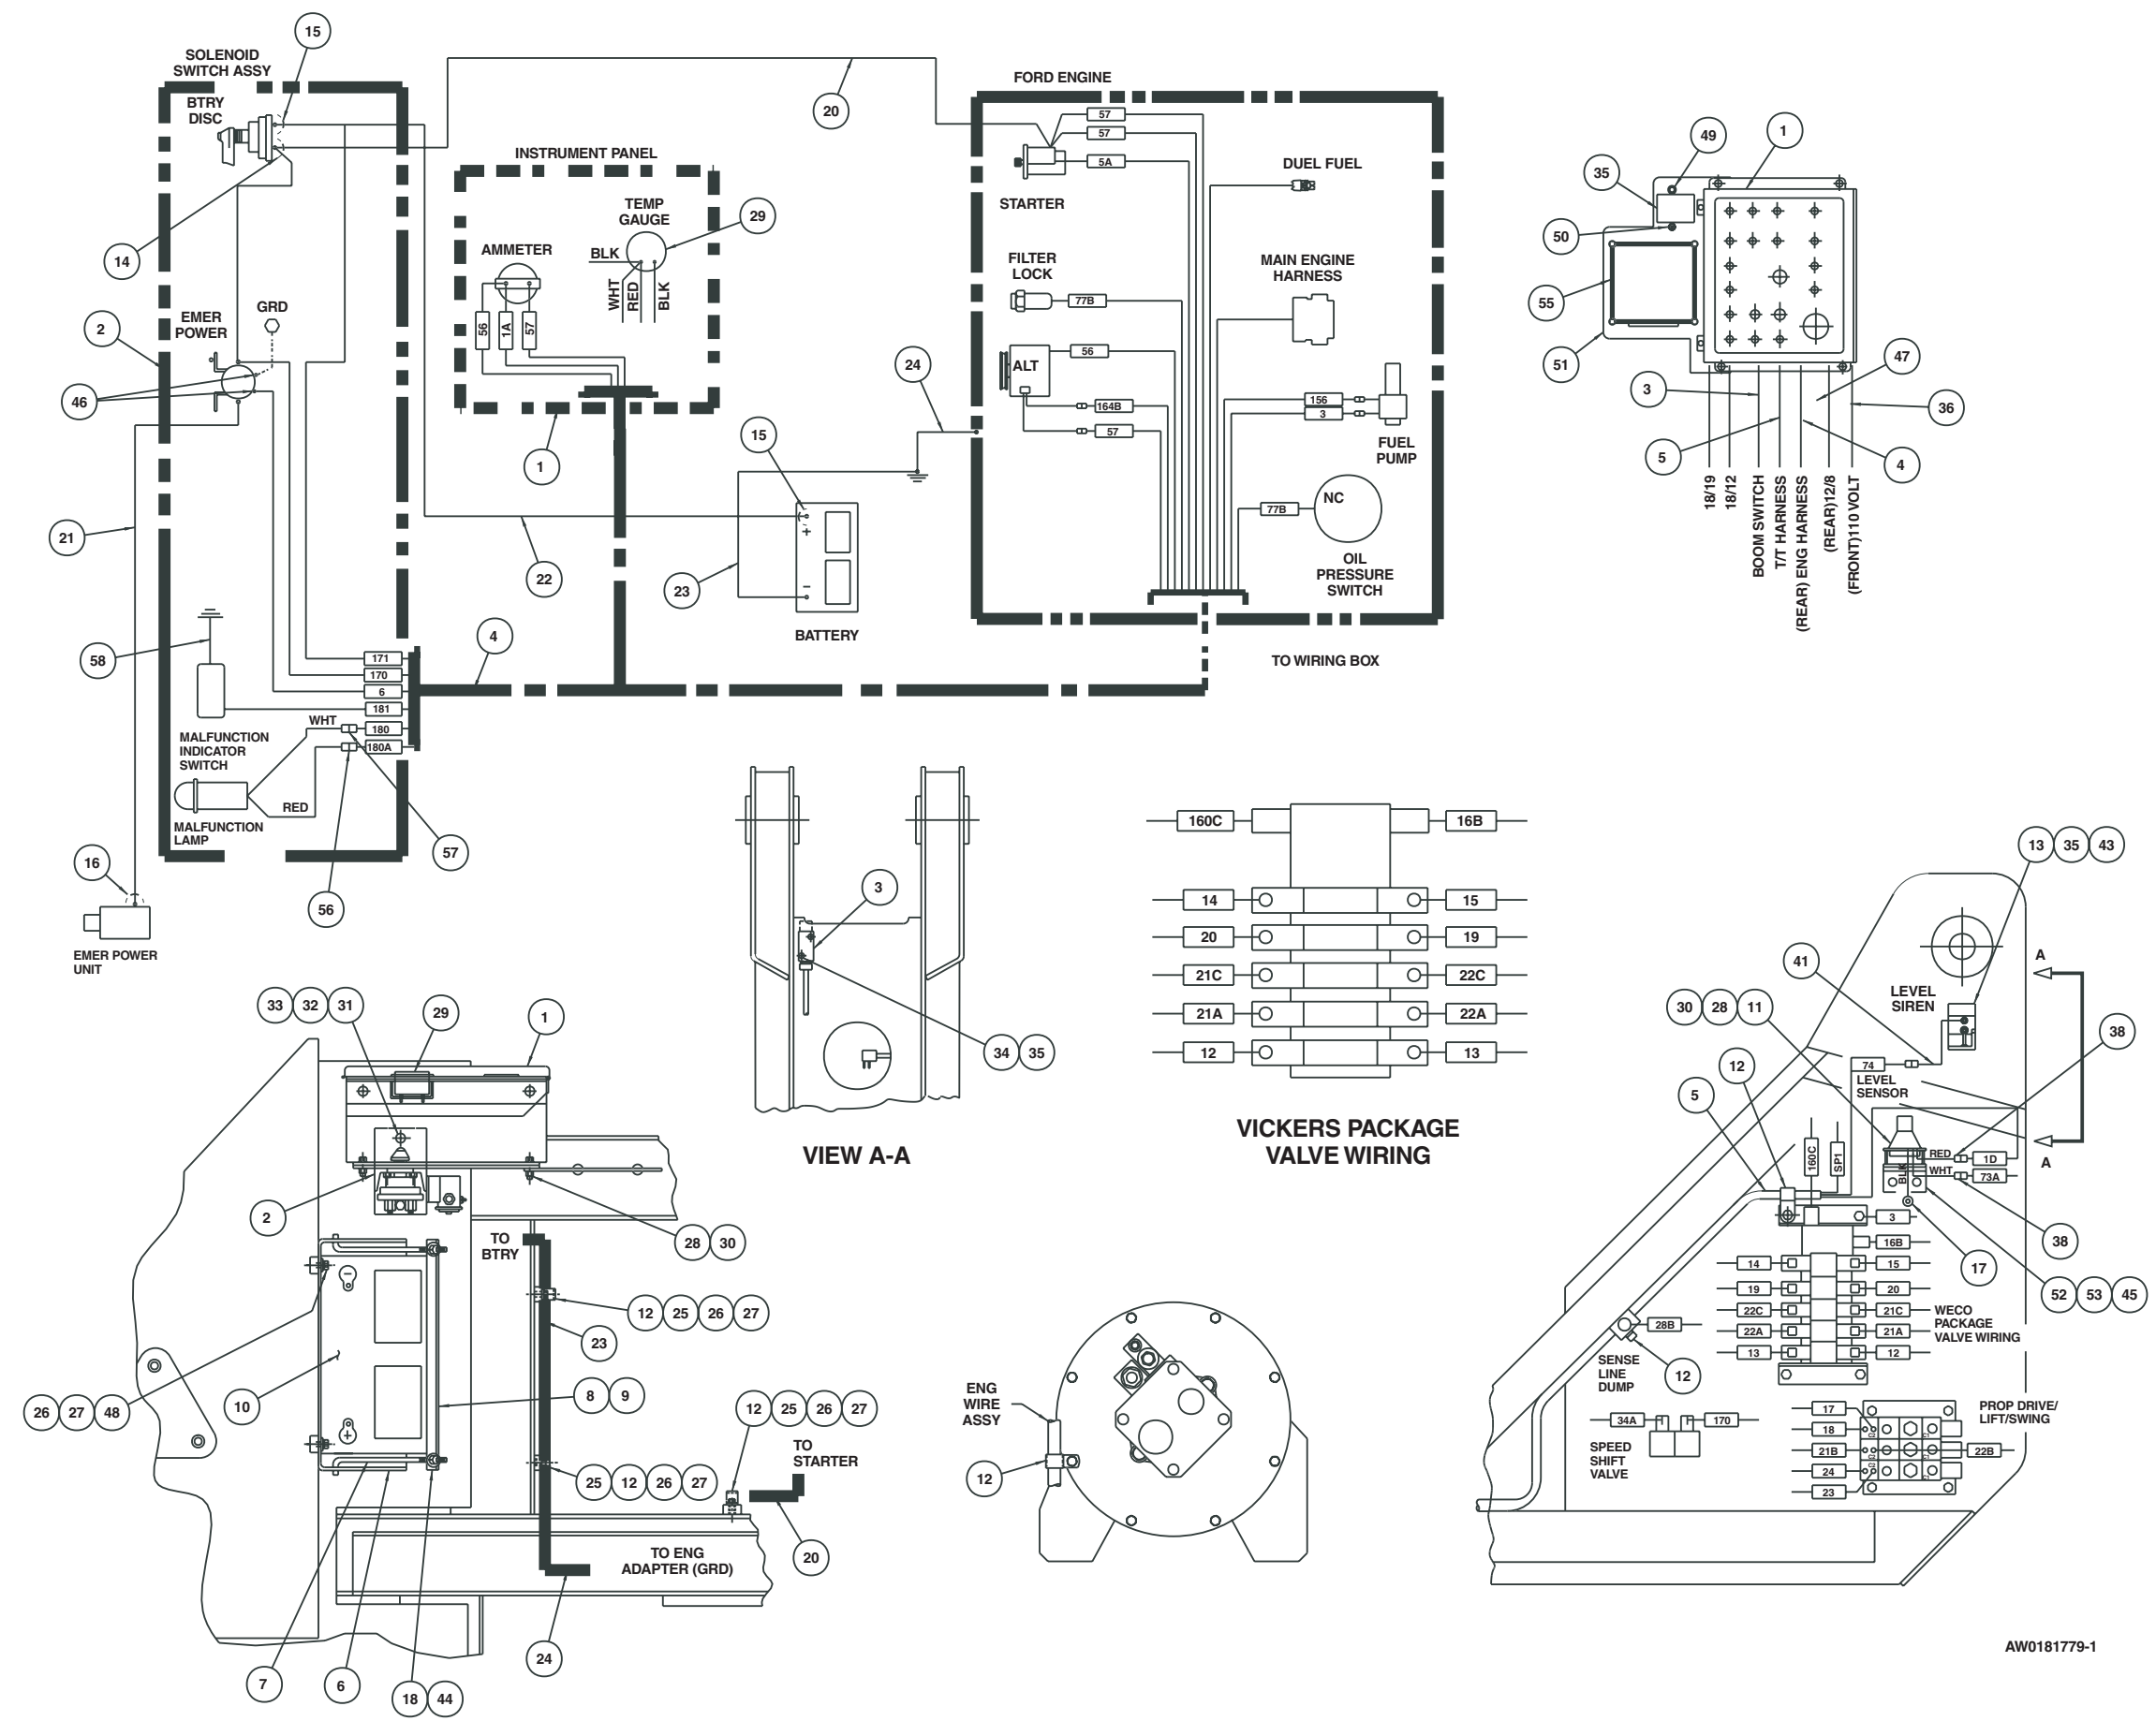 15
SOLENOID
SWITCH ASSY
BTRY
DISC
14
2
EMER
POWER
GRD
46
21
58
171
170
6
181
180
180A
WHT
RED
MALFUNCTION
INDICATOR
SWITCH
MALFUNCTION
LAMP
16
EMER POWER
UNIT
56
57
4
20
INSTRUMENT PANEL
TEMP
GAUGE
29
AMMETER
BLK
WHT
RED
BLK
56
1A
57
1
22
15
+
-
BATTERY
23
24
FORD ENGINE
57
57
5A
STARTER
DUEL FUEL
FILTER
LOCK
77B
MAIN ENGINE
HARNESS
ALT
56
164B
57
156
3
FUEL
PUMP
77B
NC
OIL
PRESSURE
SWITCH
TO WIRING BOX
49
1
35
50
55
51
3
5
47
36
4
18/19
18/12
BOOM SWITCH
T/T HARNESS
(REAR) ENG HARNESS
(REAR)12/8
(FRONT)110 VOLT
3
34 35
VIEW A-A
160C 16B
14 15
20 19
21C 22C
21A 22A
12 13
VICKERS PACKAGE
VALVE WIRING
33 32 31
29
1
2
28 30
TO
BTRY
12 25 26 27
23
8 9
10
26 27 48
25 12 26 27
12 25 26 27
TO
STARTER
20
TO ENG
ADAPTER (GRD)
24
7
6
18 44
ENG
WIRE
ASSY
12
13 35 43
41
LEVEL
SIREN
A
A
30 28 11
38
12
5
74
LEVEL
SENSOR
160C
SP1
RED
1D
BLK
WHT
73A
38
17
52 53 45
3
16B
14 15
19 20
22C 21C
22A 21A
13 12
WECO
PACKAGE
VALVE WIRING
28B
SENSE
LINE
DUMP
12
34A 170
SPEED
SHIFT
VALVE
PROP DRIVE/
LIFT/SWING
17
18
21B
24
23
22B
AW0181779-1